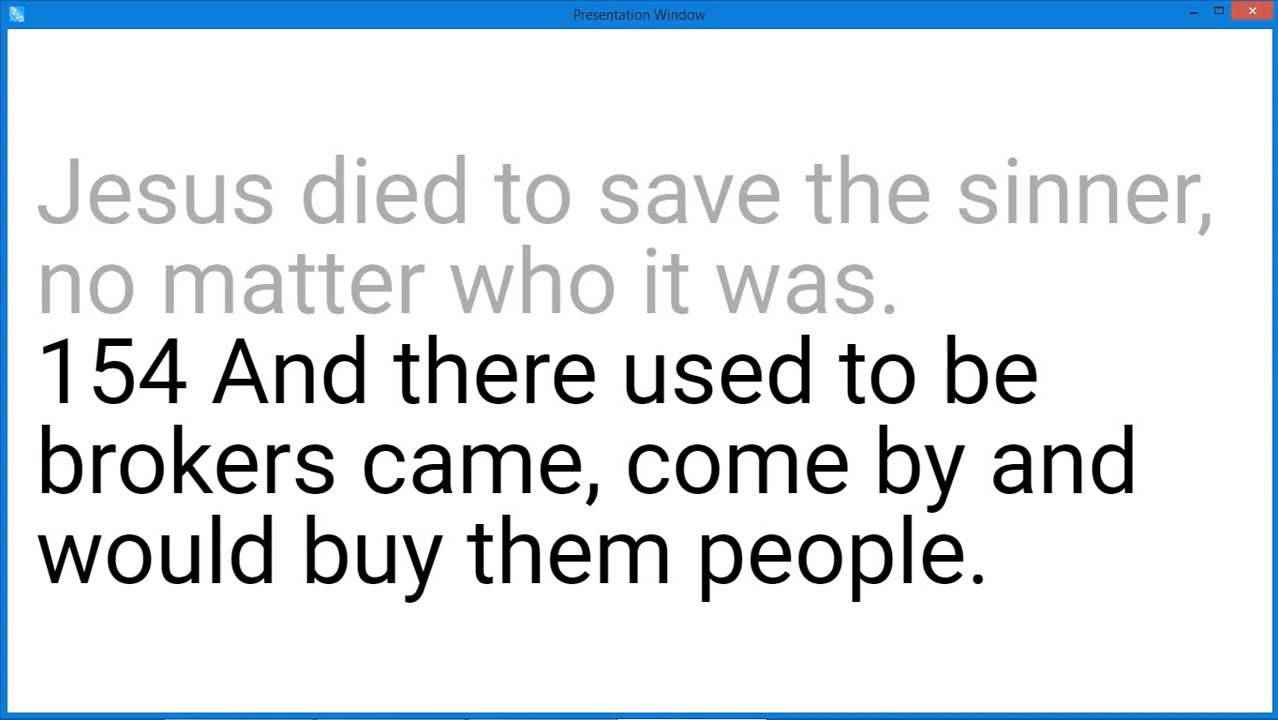 Presentation Window
Jesus died to save the sinner,
no matter who it was.
154 And there used to be
brokers came, come by and
would buy them people.